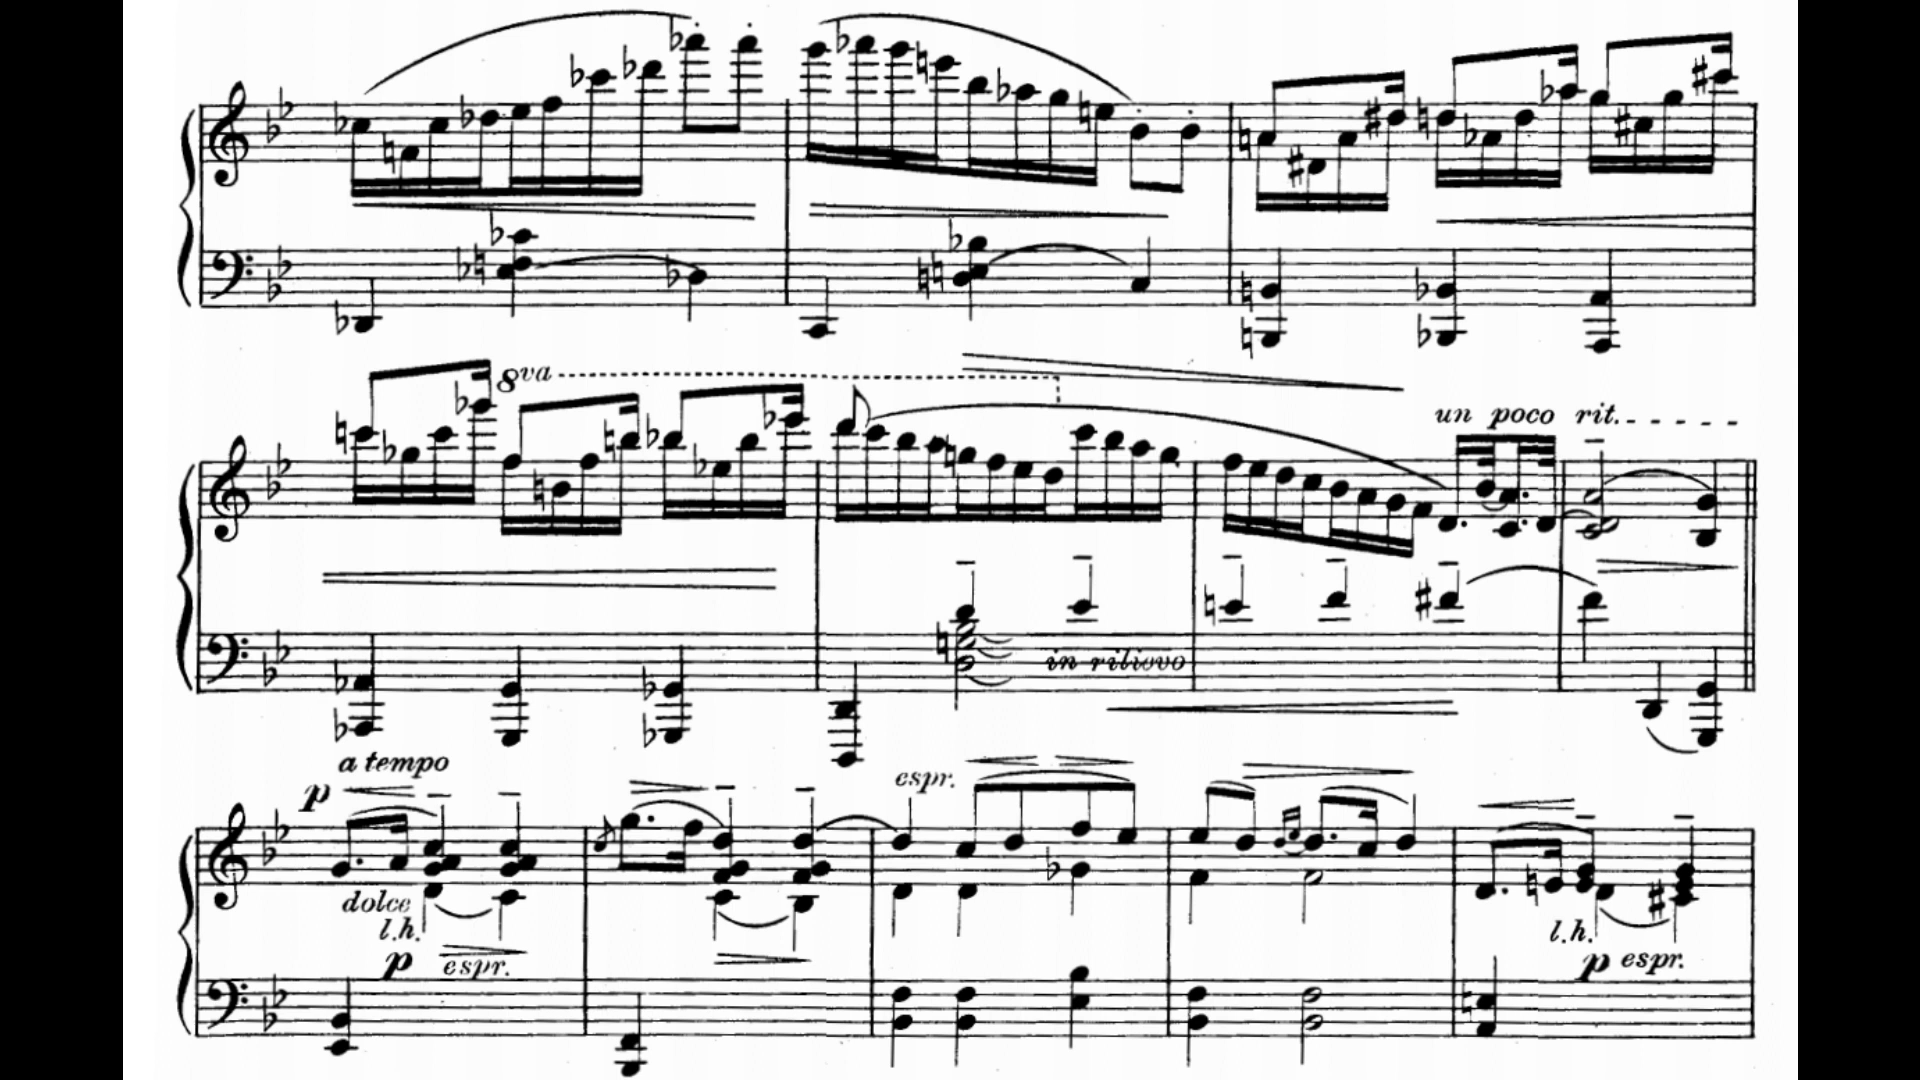 8va
un poco rit.
in rilievo
a tempo
p
espr.
dolce
l.h.
l.h.
p espr.
p espr.